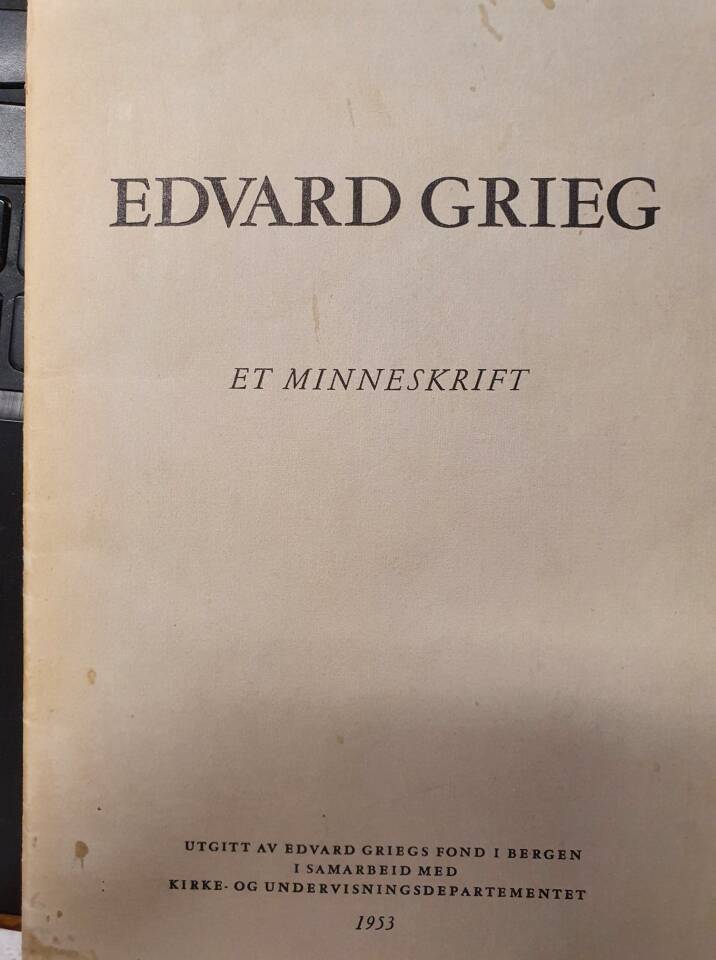 EDVARD GRIEG
ET MINNESKRIFT
UTGITT AV EDVARD GRIEGS FOND I BERGEN
I SAMARBEID MED
KIRKE- OG UNDERVISNINGSDEPARTEMENTET
1953